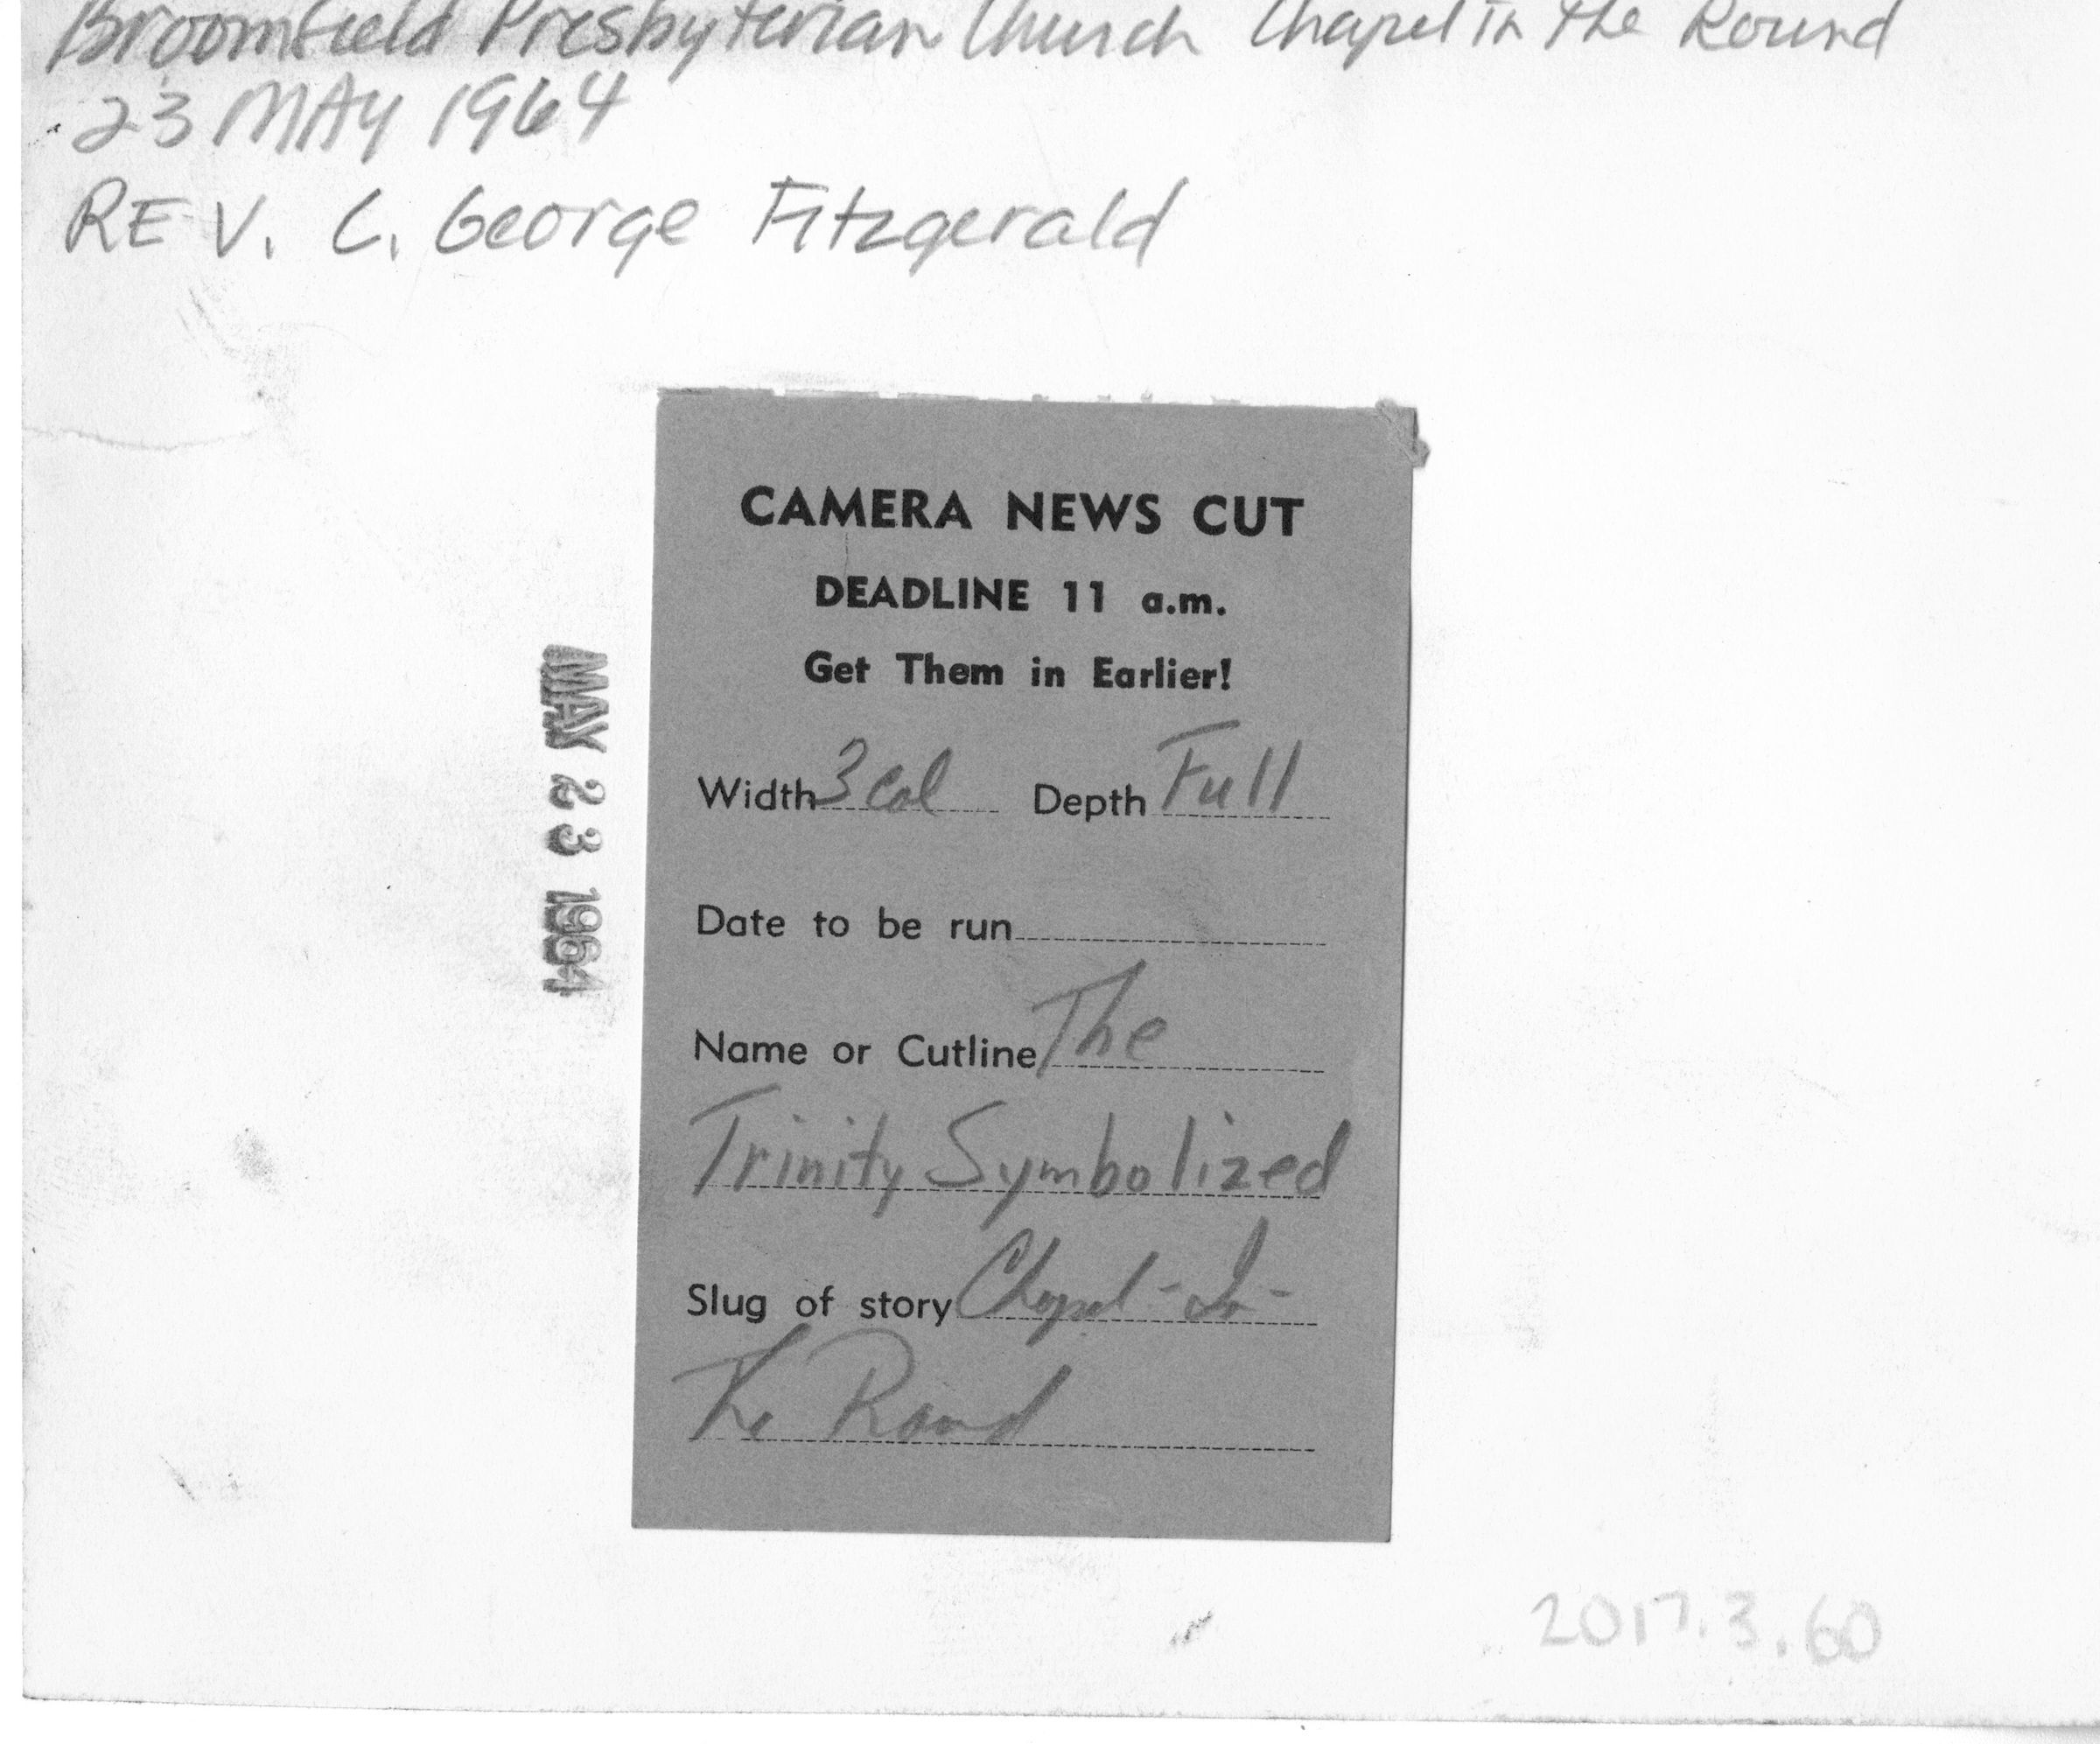 Broomfield Presbyterian Church Chapel in the Round
23 MAY 1964
REV. C. George Fitzgerald
CAMERA NEWS CUT
DEADLINE 11 a.m.
Get Them in Earlier!
MAY 23 1964
Width 3 col Depth Full
Date to be run
Name or Cutline The
Trinity Symbolized
Slug of story Chapel-In-
The Round
2017.3.60